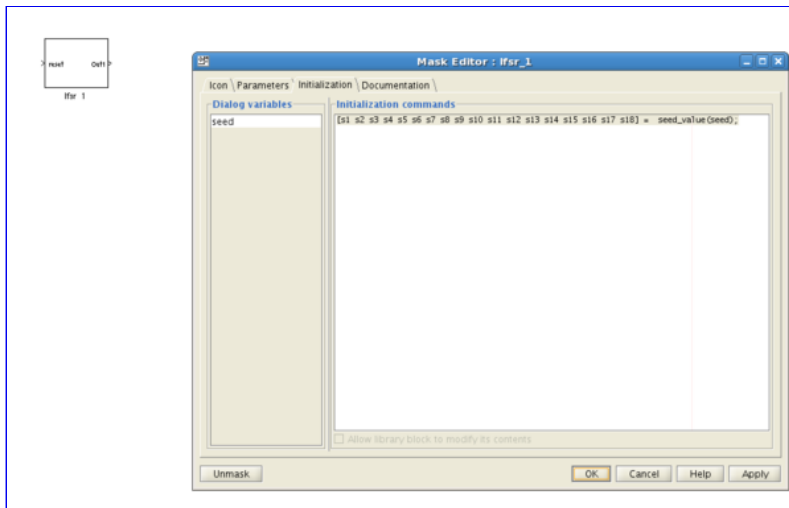 reset Out1
lfsr 1
Mask Editor : lfsr_1
Icon Parameters Initialization Documentation
Dialog variables
seed
Initialization commands
[s1 s2 s3 s4 s5 s6 s7 s8 s9 s10 s11 s12 s13 s14 s15 s16 s17 s18] = seed_value(seed);
Allow library block to modify its contents
Unmask OK Cancel Help Apply